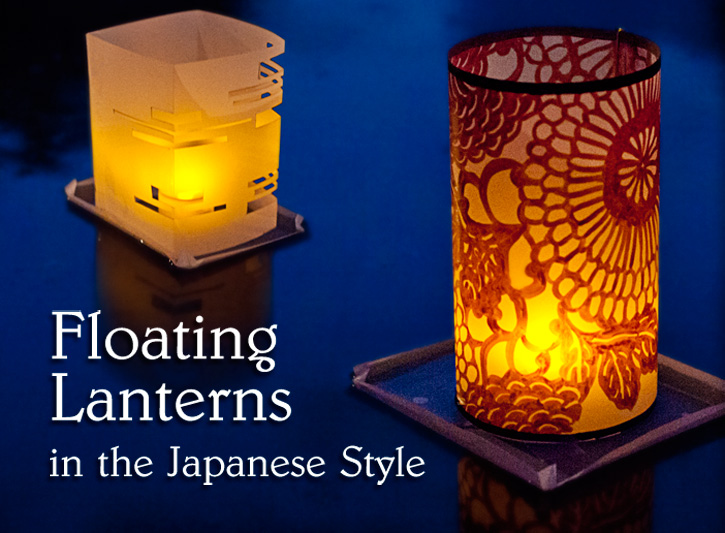 Floating
Lanterns
in the Japanese Style